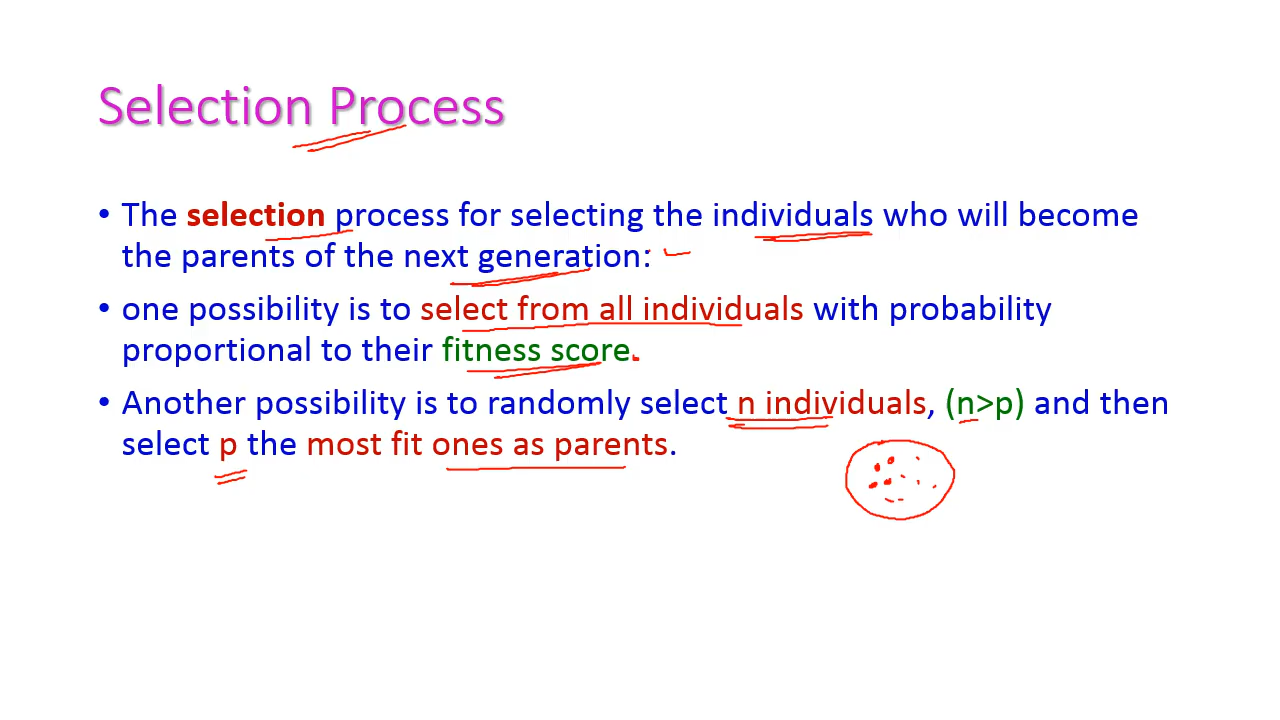 Selection Process
• The selection process for selecting the individuals who will become
the parents of the next generation:
• one possibility is to select from all individuals with probability
proportional to their fitness score.
• Another possibility is to randomly select n individuals, (n>p) and then
select p the most fit ones as parents.